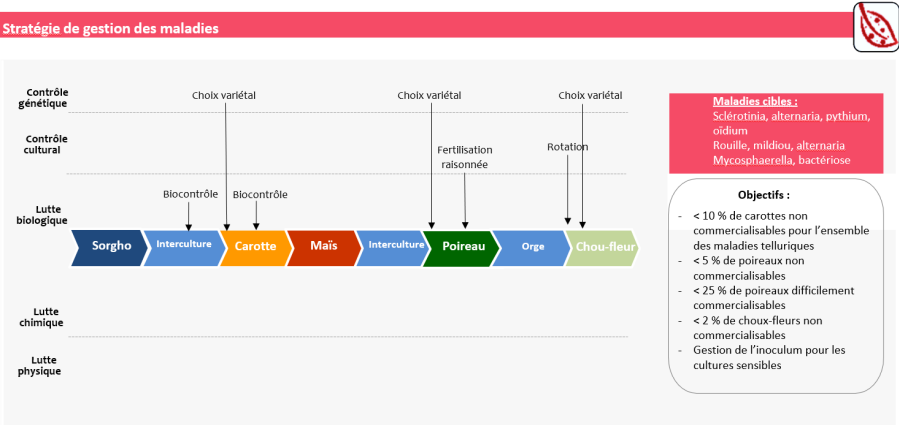 Stratégie de gestion des maladies
Contrôle
génétique
Choix variétal
Choix variétal
Choix variétal
Contrôle
cultural
Fertilisation
raisonnée
Rotation
Lutte
biologique
Biocontrôle
Biocontrôle
Sorgho
Interculture
Carotte
Maïs
Interculture
Poireau
Orge
Chou-fleur
Lutte
chimique
Lutte
physique
Maladies cibles :
Sclérotinia, alternaria, pythium,
oïdium
Rouille, mildiou, alternaria
Mycosphaerella, bactériose
Objectifs :
- < 10 % de carottes non
commercialisables pour l’ensemble
des maladies telluriques
- < 5 % de poireaux non
commercialisables
- < 25 % de poireaux difficilement
commercialisables
- < 2 % de choux-fleurs non
commercialisables
- Gestion de l’inoculum pour les
cultures sensibles